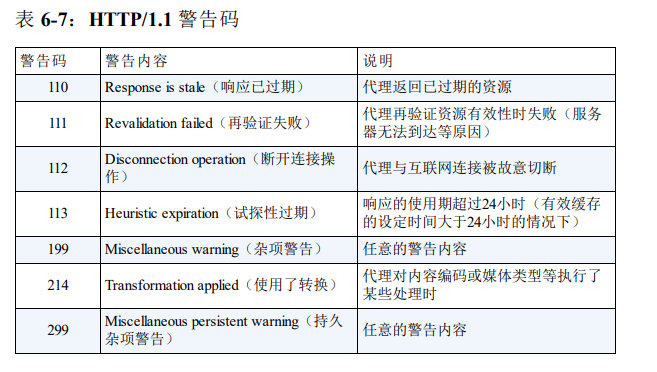 表 6-7：HTTP/1.1 警告码
警告码 警告内容 说明
110 Response is stale（响应已过期） 代理返回已过期的资源
111 Revalidation failed（再验证失败） 代理再验证资源有效性时失败（服务
器无法到达等原因）
112 Disconnection operation（断开连接操
作） 代理与互联网连接被故意切断
113 Heuristic expiration（试探性过期） 响应的使用期超过24小时（有效缓存
的设定时间大于24小时的情况下）
199 Miscellaneous warning（杂项警告） 任意的警告内容
214 Transformation applied（使用了转换） 代理对内容编码或媒体类型等执行了
某些处理时
299 Miscellaneous persistent warning（持久
杂项警告） 任意的警告内容